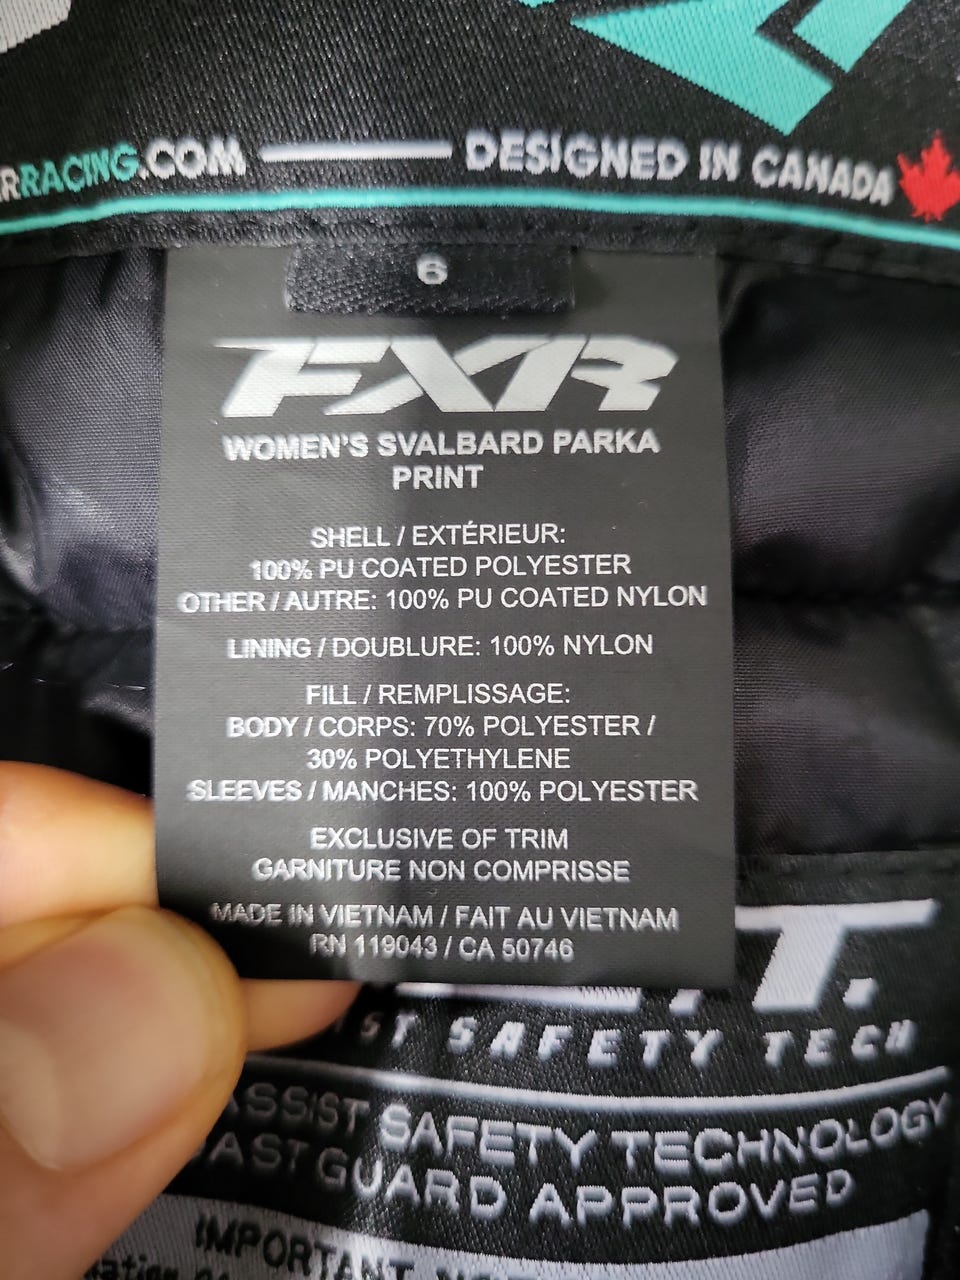 RRACING.COM DESIGNED IN CANADA
6
FXR
WOMEN'S SVALBARD PARKA
PRINT
SHELL / EXTÉRIEUR:
100% PU COATED POLYESTER
OTHER / AUTRE: 100% PU COATED NYLON
LINING / DOUBLURE: 100% NYLON
FILL / REMPLISSAGE:
BODY / CORPS: 70% POLYESTER /
30% POLYETHYLENE
SLEEVES / MANCHES: 100% POLYESTER
EXCLUSIVE OF TRIM
GARNITURE NON COMPRISSE
MADE IN VIETNAM / FAIT AU VIETNAM
RN 119043 / CA 50746
.T.
ST SAFETY TECH
ASSIST SAFETY TECHNOLOGY
AST GUARD APPROVED
IMPORTANT